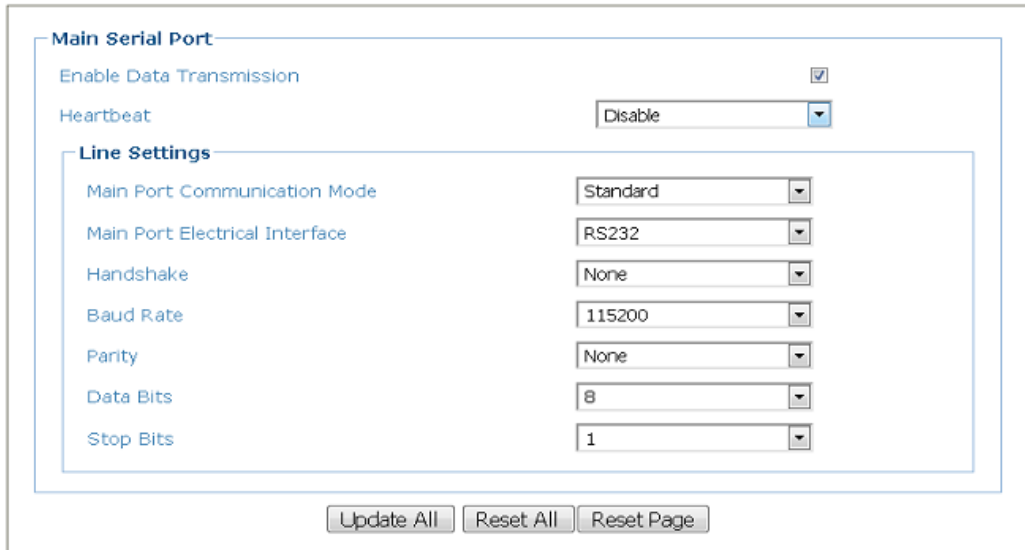 Main Serial Port
Enable Data Transmission
Heartbeat Disable
Line Settings
Main Port Communication Mode Standard
Main Port Electrical Interface RS232
Handshake None
Baud Rate 115200
Parity None
Data Bits 8
Stop Bits 1
Update All Reset All Reset Page